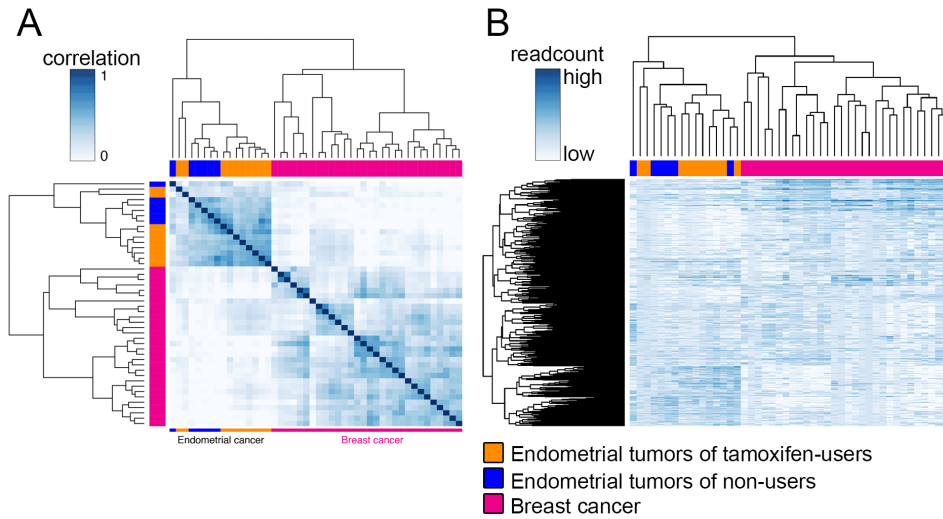 A
correlation
1
0
Endometrial cancer
Breast cancer
B
readcount
high
low
Endometrial tumors of tamoxifen-users
Endometrial tumors of non-users
Breast cancer